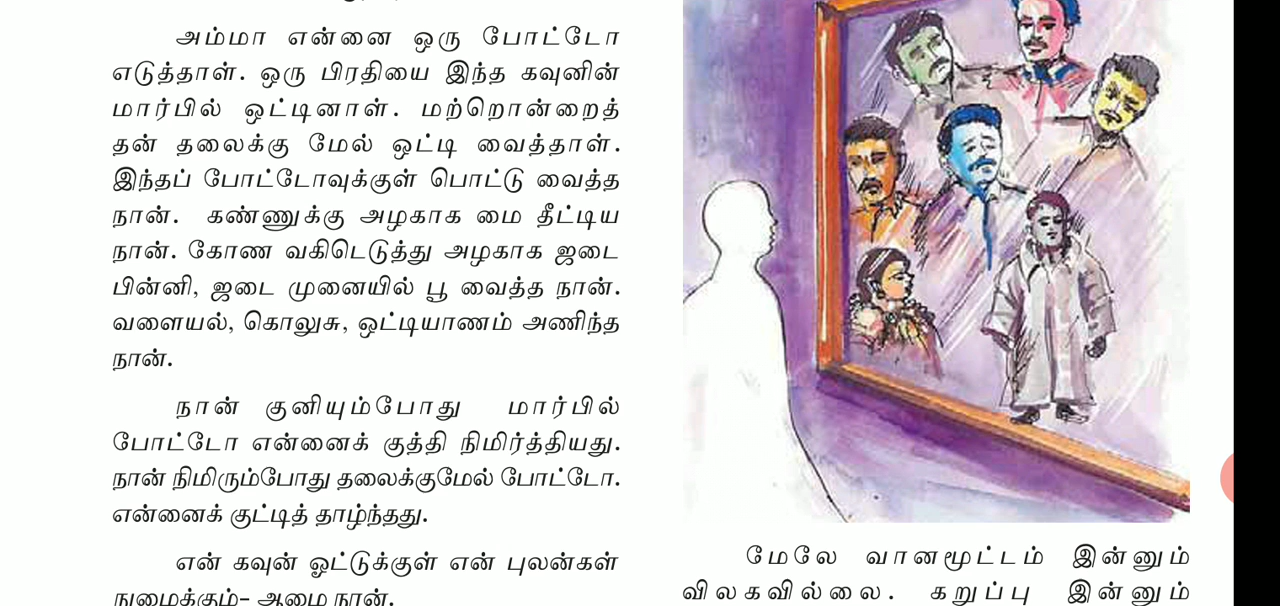 அம்மா என்னை ஒரு போட்டோ
எடுத்தாள். ஒரு பிரதியை இந்த கவுனின்
மார்பில் ஒட்டினாள். மற்றொன்றைத்
தன் தலைக்கு மேல் ஒட்டி வைத்தாள்.
இந்தப் போட்டோவுக்குள் பொட்டு வைத்த
நான். கண்ணுக்கு அழகாக மை தீட்டிய
நான். கோண வகிடெடுத்து அழகாக ஜடை
பின்னி, ஜடை முனையில் பூ வைத்த நான்.
வளையல், கொலுசு, ஒட்டியாணம் அணிந்த
நான்.
நான் குனியும்போது மார்பில்
போட்டோ என்னைக் குத்தி நிமிர்த்தியது.
நான் நிமிரும்போது தலைக்குமேல் போட்டோ.
என்னைக் குட்டித் தாழ்ந்தது.
என் கவுன் ஓட்டுக்குள் என் புலன்கள்
நுழைக்கும்– ஆமை நான்.
மேலே வானமூட்டம் இன்னும்
விலகவில்லை. கறுப்பு இன்னும்